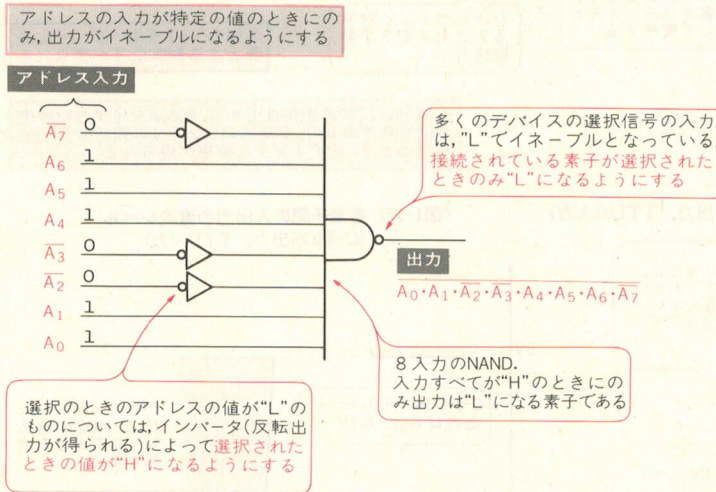 アドレスの入力が特定の値のときにの
み,出力がイネーブルになるようにする
アドレス入力
A̅₇ 0
A₆ 1
A₅ 1
A₄ 1
A̅₃ 0
A̅₂ 0
A₁ 1
A₀ 1
多くのデバイスの選択信号の入力
は,"L"でイネーブルとなっている.
接続されている素子が選択された
ときのみ"L"になるようにする
出力
A₀・A₁・A̅₂・A̅₃・A₄・A₅・A₆・A̅₇
8入力のNAND.
入力すべてが"H"のときにの
み出力は"L"になる素子である
選択のときのアドレスの値が"L"の
ものについては,インバータ(反転出
力が得られる)によって選択された
ときの値が"H"になるようにする